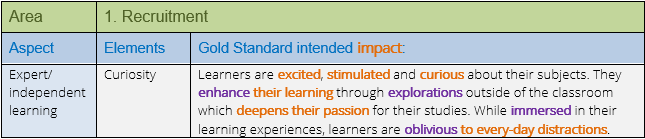 Area 1. Recruitment
Aspect Elements Gold Standard intended impact:
Expert/ Curiosity Learners are excited, stimulated and curious about their subjects. They
independent enhance their learning through explorations outside of the classroom
learning which deepens their passion for their studies. While immersed in their
learning experiences, learners are oblivious to every-day distractions.